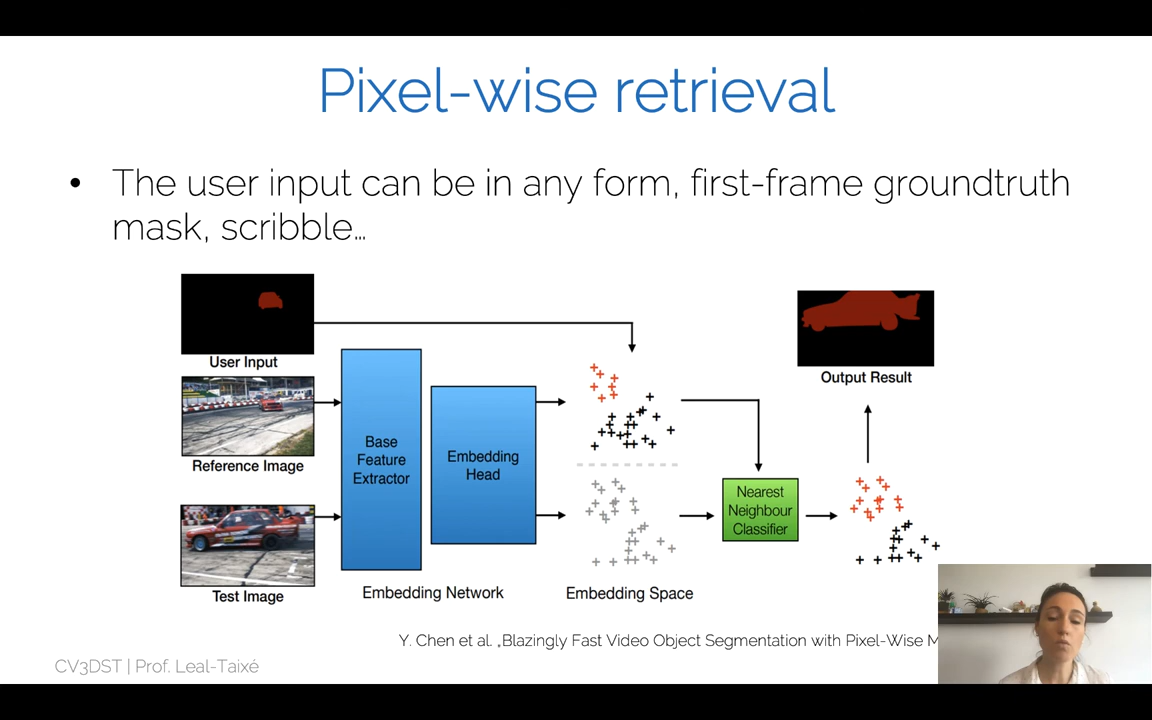 Pixel-wise retrieval
• The user input can be in any form, first-frame groundtruth
mask, scribble…
User Input
Reference Image
Test Image
Base
Feature
Extractor
Embedding
Head
Embedding Network
Embedding Space
Nearest
Neighbour
Classifier
Output Result
Y. Chen et al. „Blazingly Fast Video Object Segmentation with Pixel-Wise
CV3DST | Prof. Leal-Taixé